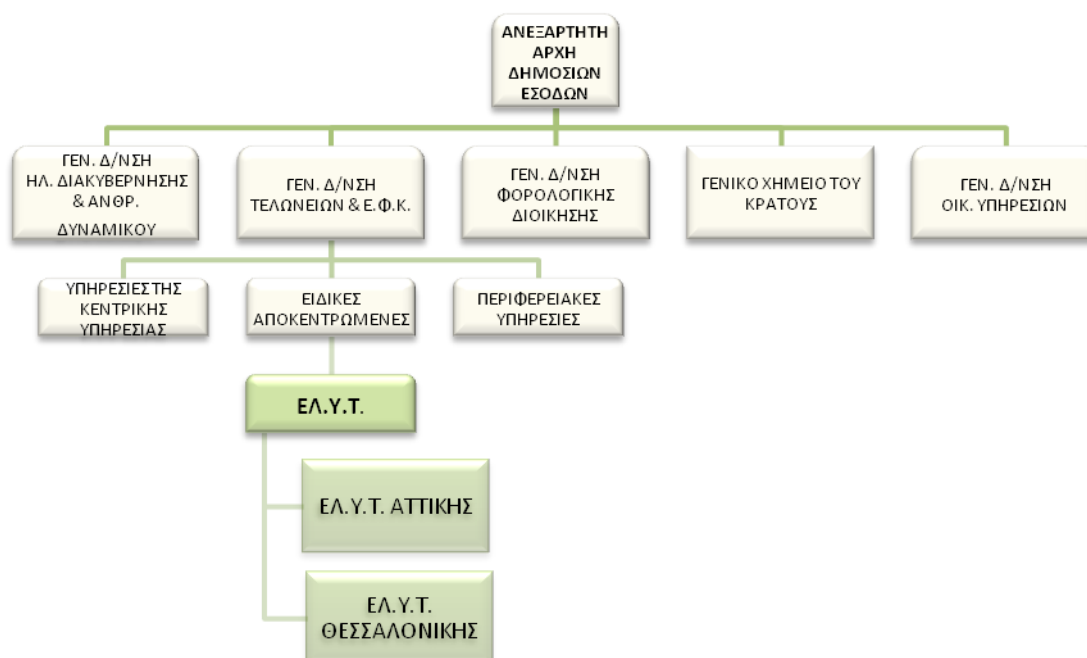 ΑΝΕΞΑΡΤΗΤΗ
ΑΡΧΗ
ΔΗΜΟΣΙΩΝ
ΕΣΟΔΩΝ
ΓΕΝ. Δ/ΝΣΗ
ΗΛ. ΔΙΑΚΥΒΕΡΝΗΣΗΣ
& ΑΝΘΡ.
ΔΥΝΑΜΙΚΟΥ
ΓΕΝ. Δ/ΝΣΗ
ΤΕΛΩΝΕΙΩΝ & Ε.Φ.Κ.
ΓΕΝ. Δ/ΝΣΗ
ΦΟΡΟΛΟΓΙΚΗΣ
ΔΙΟΙΚΗΣΗΣ
ΓΕΝΙΚΟ ΧΗΜΕΙΟ ΤΟΥ
ΚΡΑΤΟΥΣ
ΓΕΝ. Δ/ΝΣΗ
ΟΙΚ. ΥΠΗΡΕΣΙΩΝ
ΥΠΗΡΕΣΙΕΣ ΤΗΣ
ΚΕΝΤΡΙΚΗΣ
ΥΠΗΡΕΣΙΑΣ
ΕΙΔΙΚΕΣ
ΑΠΟΚΕΝΤΡΩΜΕΝΕΣ
ΠΕΡΙΦΕΡΕΙΑΚΕΣ
ΥΠΗΡΕΣΙΕΣ
ΕΛ.Υ.Τ.
ΕΛ.Υ.Τ. ΑΤΤΙΚΗΣ
ΕΛ.Υ.Τ.
ΘΕΣΣΑΛΟΝΙΚΗΣ